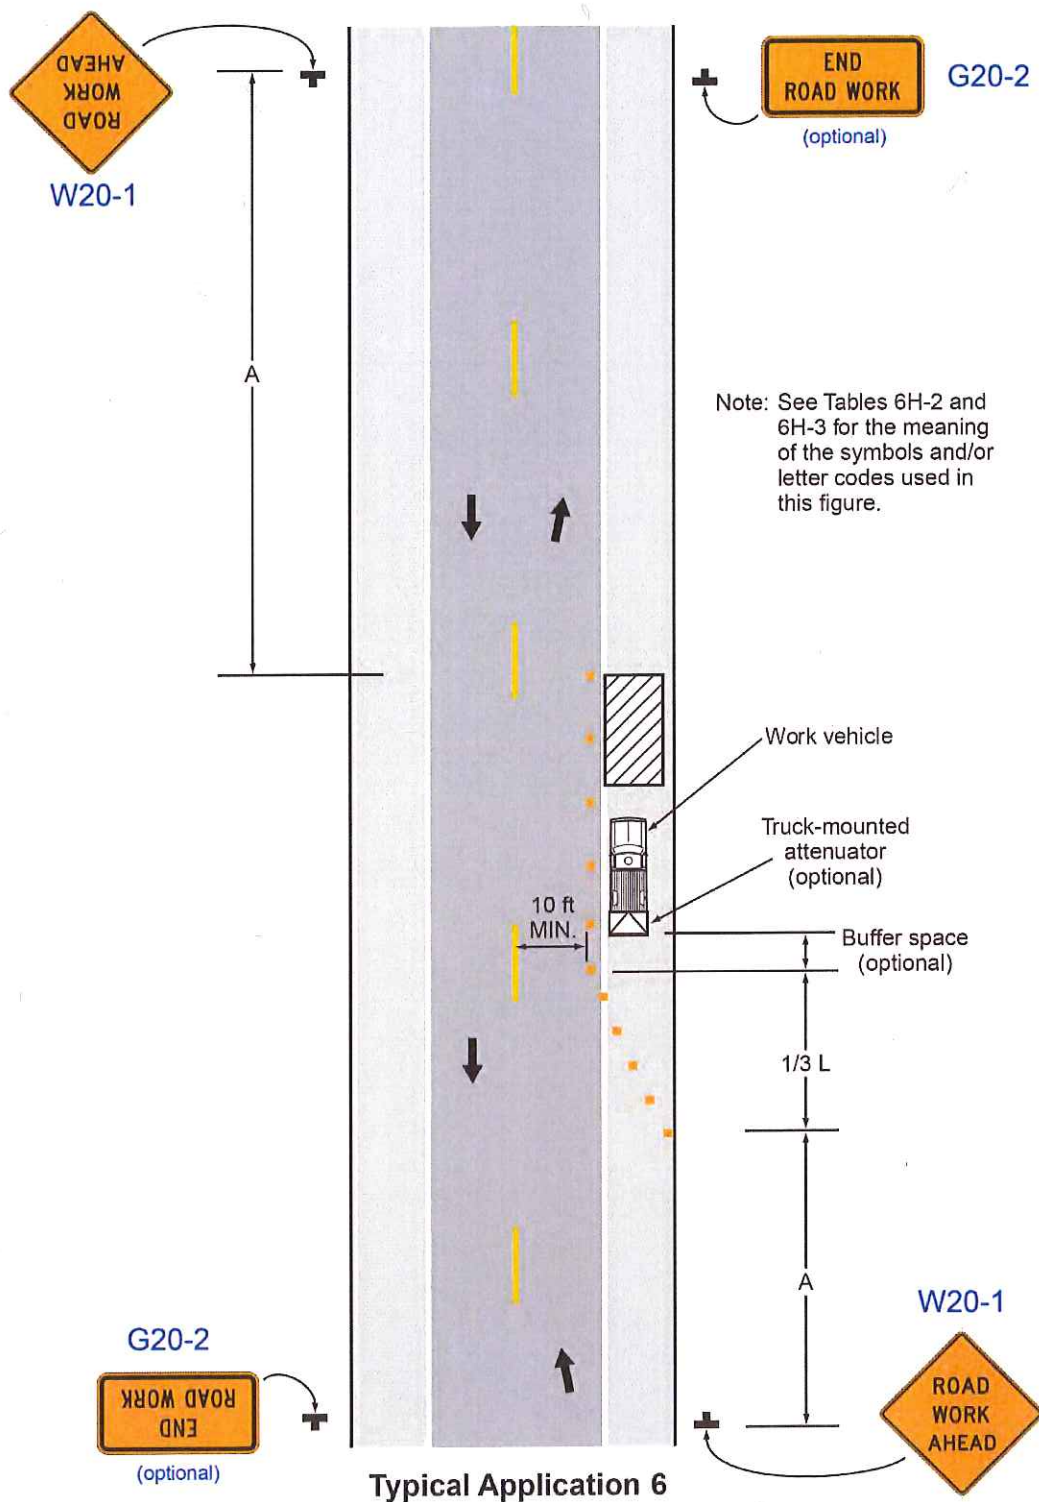 ROAD
WORK
AHEAD
W20-1
END
ROAD WORK
(optional)
G20-2
A
Note: See Tables 6H-2 and
6H-3 for the meaning
of the symbols and/or
letter codes used in
this figure.
Work vehicle
Truck-mounted
attenuator
(optional)
10 ft
MIN.
Buffer space
(optional)
1/3 L
A
W20-1
ROAD
WORK
AHEAD
G20-2
END
ROAD WORK
(optional)
Typical Application 6